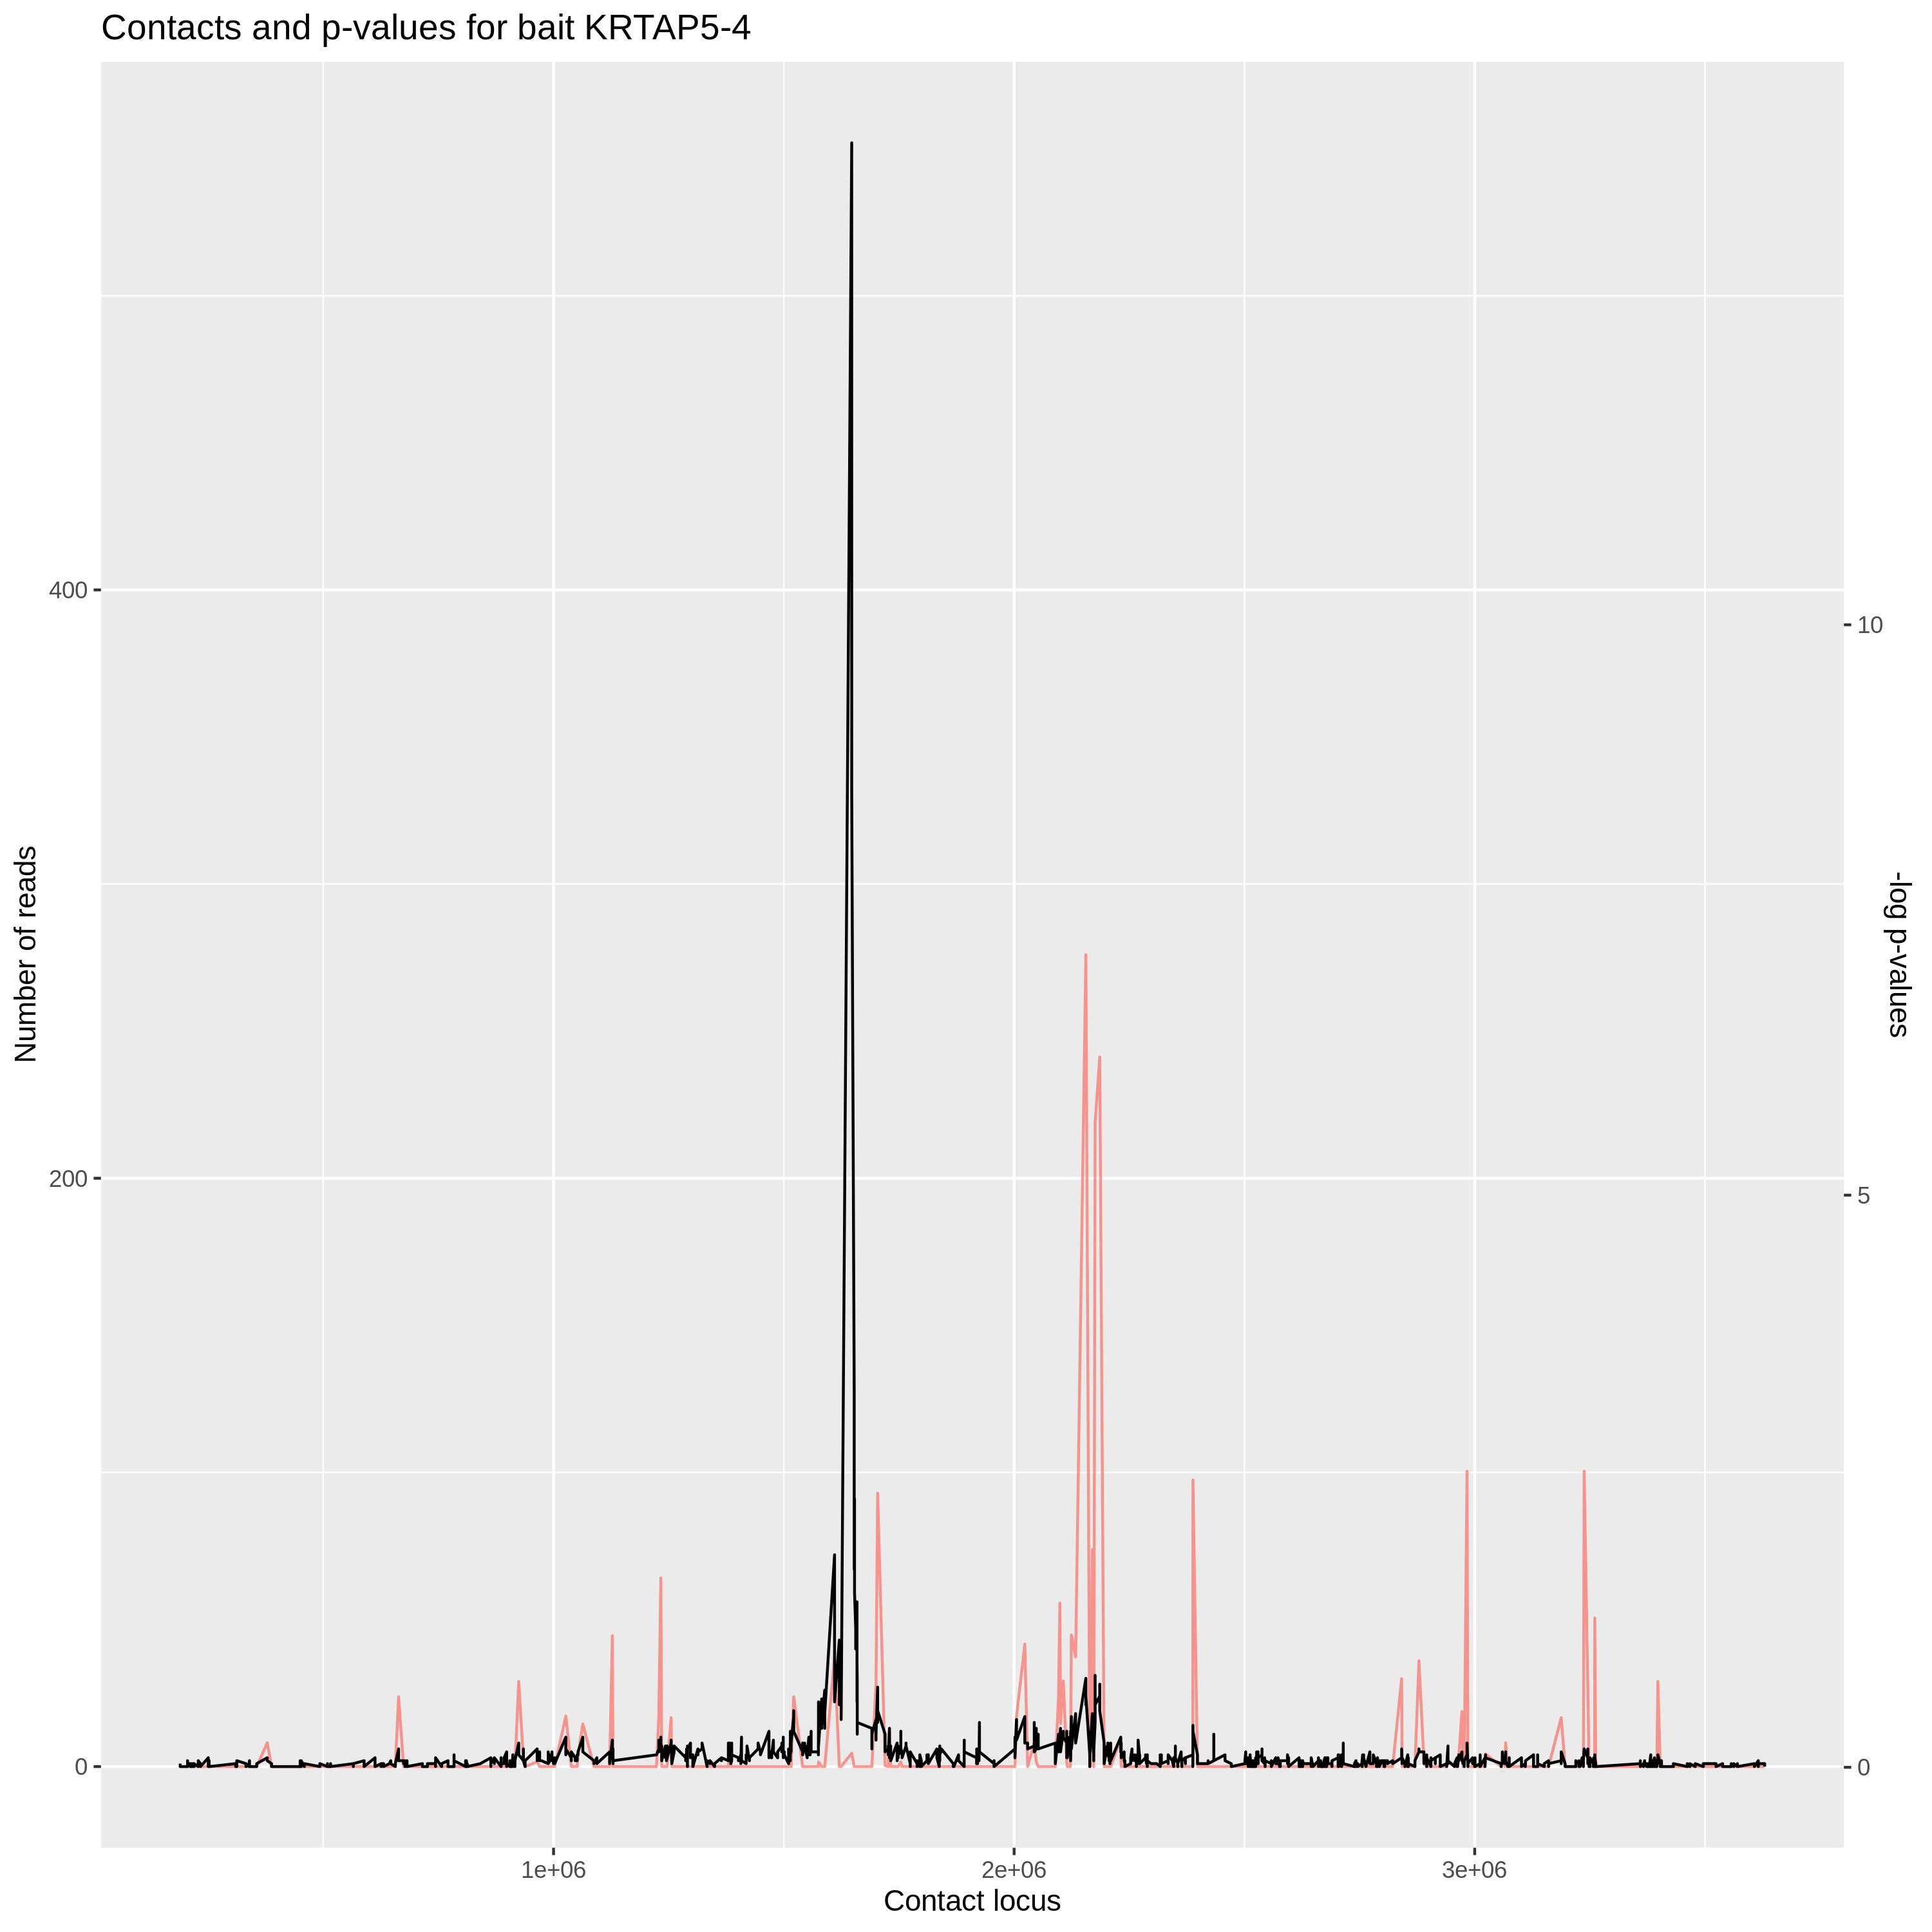 Contacts and p-values for bait KRTAP5-4
400
200
0
Number of reads
10
5
0
-log p-values
1e+06
2e+06
3e+06
Contact locus